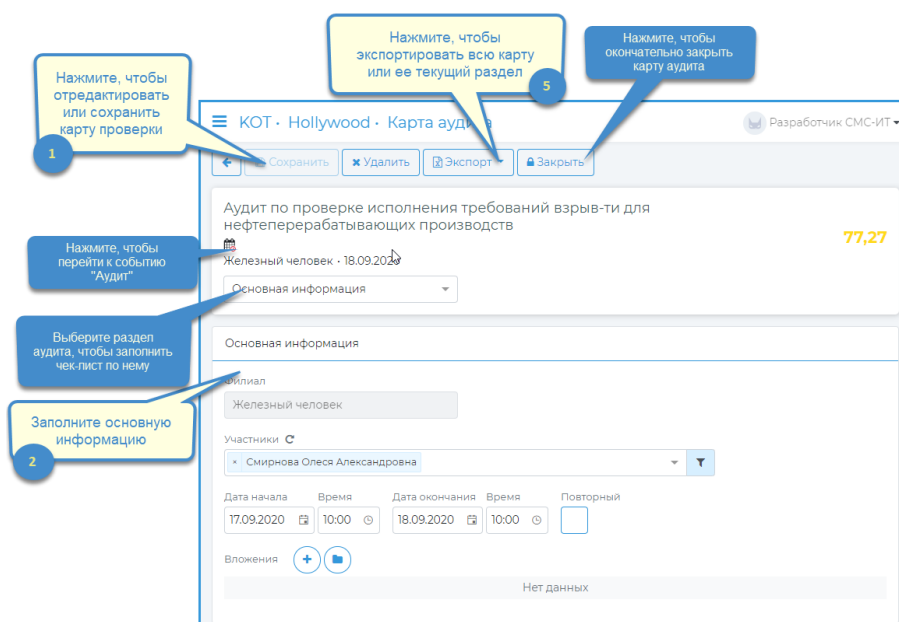 Нажмите, чтобы
экспортировать всю карту
или ее текущий раздел
5
Нажмите, чтобы
окончательно закрыть
карту аудита
Нажмите, чтобы
отредактировать
или сохранить
карту проверки
1
КОТ · Hollywood · Карта аудита
Разработчик СМС-ИТ
Сохранить
Удалить
Экспорт
Закрыть
Аудит по проверке исполнения требований взрыв-ти для
нефтеперерабатывающих производств
77,27
Нажмите, чтобы
перейти к событию
"Аудит"
Железный человек · 18.09.2020
Основная информация
Выберите раздел
аудита, чтобы заполнить
чек-лист по нему
Основная информация
Филиал
Железный человек
Заполните основную
информацию
2
Участники
× Смирнова Олеся Александровна
Дата начала Время Дата окончания Время Повторный
17.09.2020 10:00 18.09.2020 10:00
Вложения
Нет данных